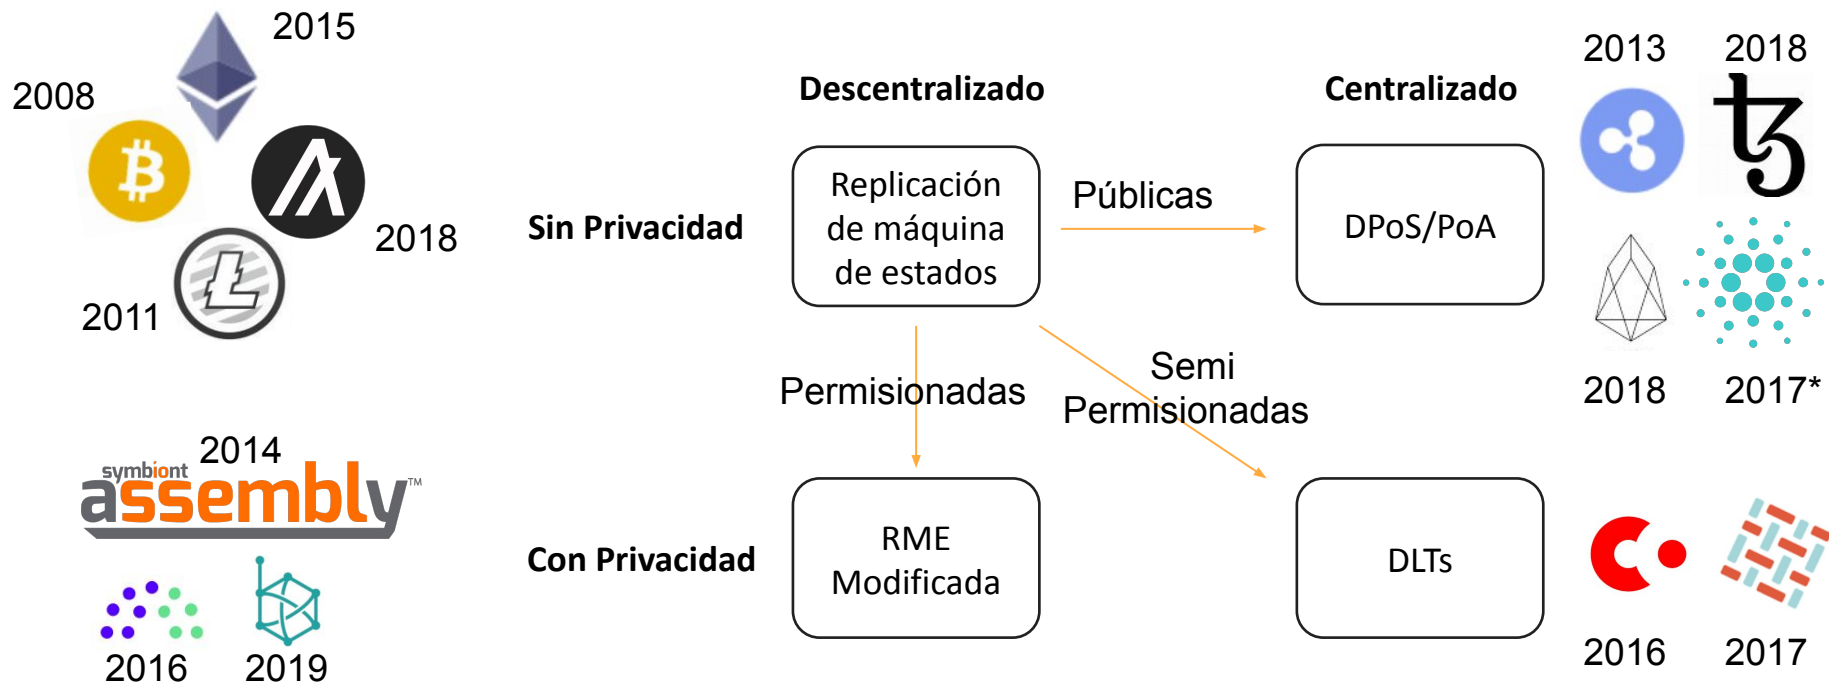 2015
2008
2018
2011
Descentralizado
Centralizado
2013
2018
Sin Privacidad
Replicación
de máquina
de estados
Públicas
DPoS/PoA
2018
2017*
Permisionadas
Semi
Permisionadas
2014
symbiont
assembly™
2016
2019
Con Privacidad
RME
Modificada
DLTs
2016
2017